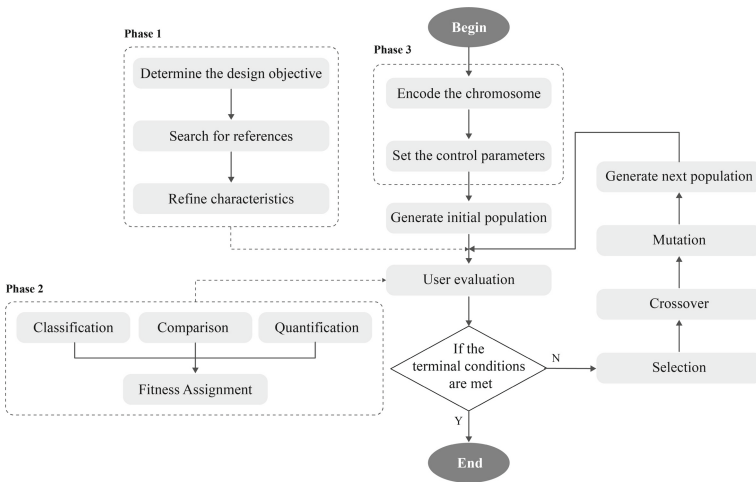 Begin
Phase 1
Determine the design objective
Search for references
Refine characteristics
Phase 3
Encode the chromosome
Set the control parameters
Generate initial population
User evaluation
Phase 2
Classification
Comparison
Quantification
Fitness Assignment
If the
terminal conditions
are met
N
Y
End
Selection
Crossover
Mutation
Generate next population